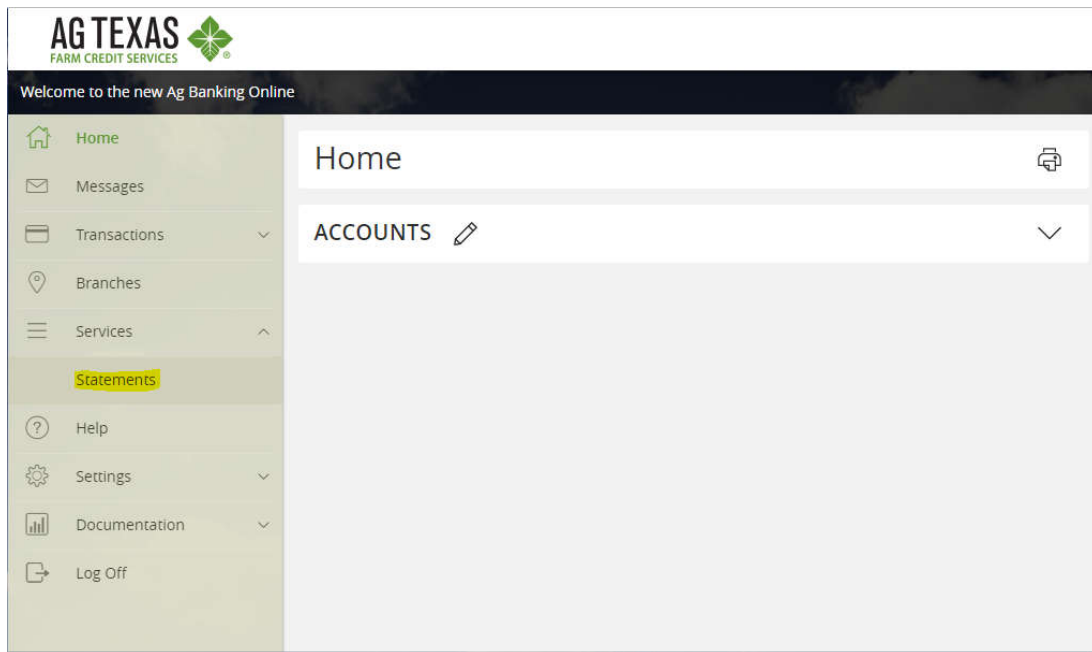 AG TEXAS
FARM CREDIT SERVICES
®
Welcome to the new Ag Banking Online
Home
Messages
Transactions
Branches
Services
Statements
Help
Settings
Documentation
Log Off
Home
ACCOUNTS